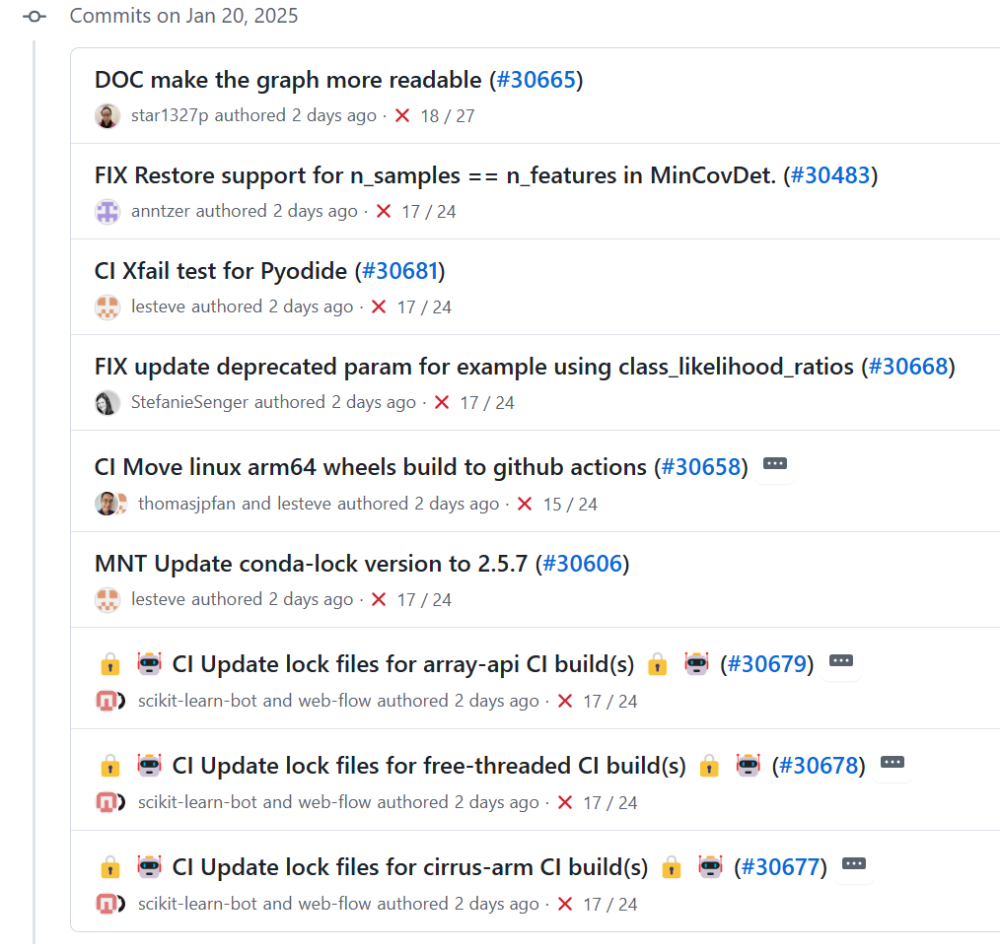 Commits on Jan 20, 2025
DOC make the graph more readable (#30665)
star1327p authored 2 days ago · ❌ 18 / 27
FIX Restore support for n_samples == n_features in MinCovDet. (#30483)
anntzer authored 2 days ago · ❌ 17 / 24
CI Xfail test for Pyodide (#30681)
lesteve authored 2 days ago · ❌ 17 / 24
FIX update deprecated param for example using class_likelihood_ratios (#30668)
StefanieSenger authored 2 days ago · ❌ 17 / 24
CI Move linux arm64 wheels build to github actions (#30658) ...
thomasjpfan and lesteve authored 2 days ago · ❌ 15 / 24
MNT Update conda-lock version to 2.5.7 (#30606)
lesteve authored 2 days ago · ❌ 17 / 24
🔒 🤖 CI Update lock files for array-api CI build(s) 🔒 🤖 (#30679) ...
scikit-learn-bot and web-flow authored 2 days ago · ❌ 17 / 24
🔒 🤖 CI Update lock files for free-threaded CI build(s) 🔒 🤖 (#30678) ...
scikit-learn-bot and web-flow authored 2 days ago · ❌ 17 / 24
🔒 🤖 CI Update lock files for cirrus-arm CI build(s) 🔒 🤖 (#30677) ...
scikit-learn-bot and web-flow authored 2 days ago · ❌ 17 / 24